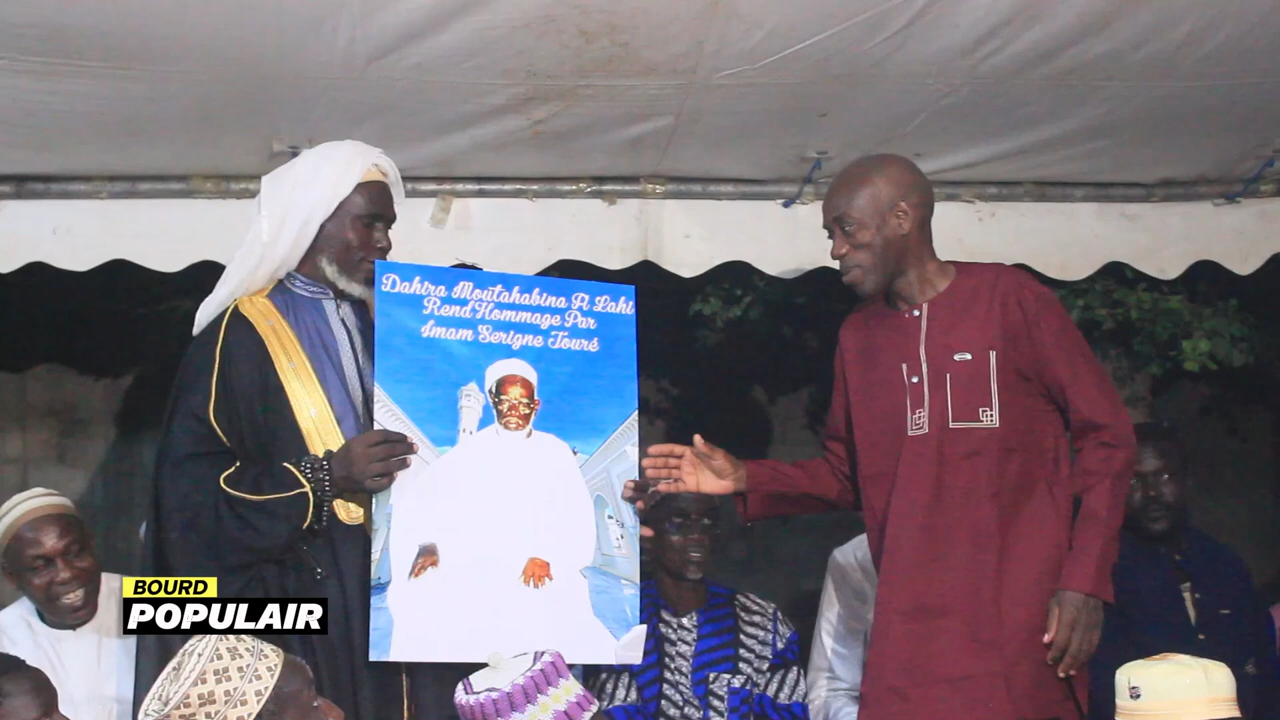 Dahira Moutahabina Fi Lahi
Rend Hommage Par
Imam Serigne Touré
BOURD
POPULAIR